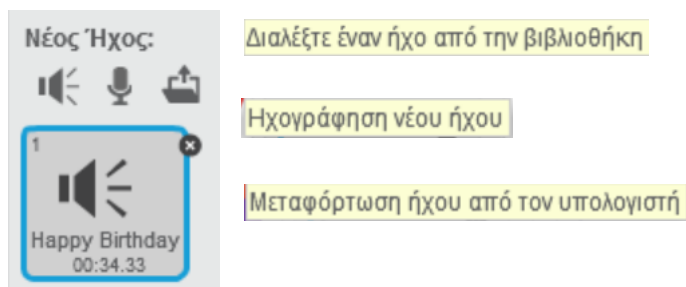 Νέος Ήχος:
Διαλέξτε έναν ήχο από την βιβλιοθήκη
Ηχογράφηση νέου ήχου
1
Happy Birthday
00:34.33
Μεταφόρτωση ήχου από τον υπολογιστή